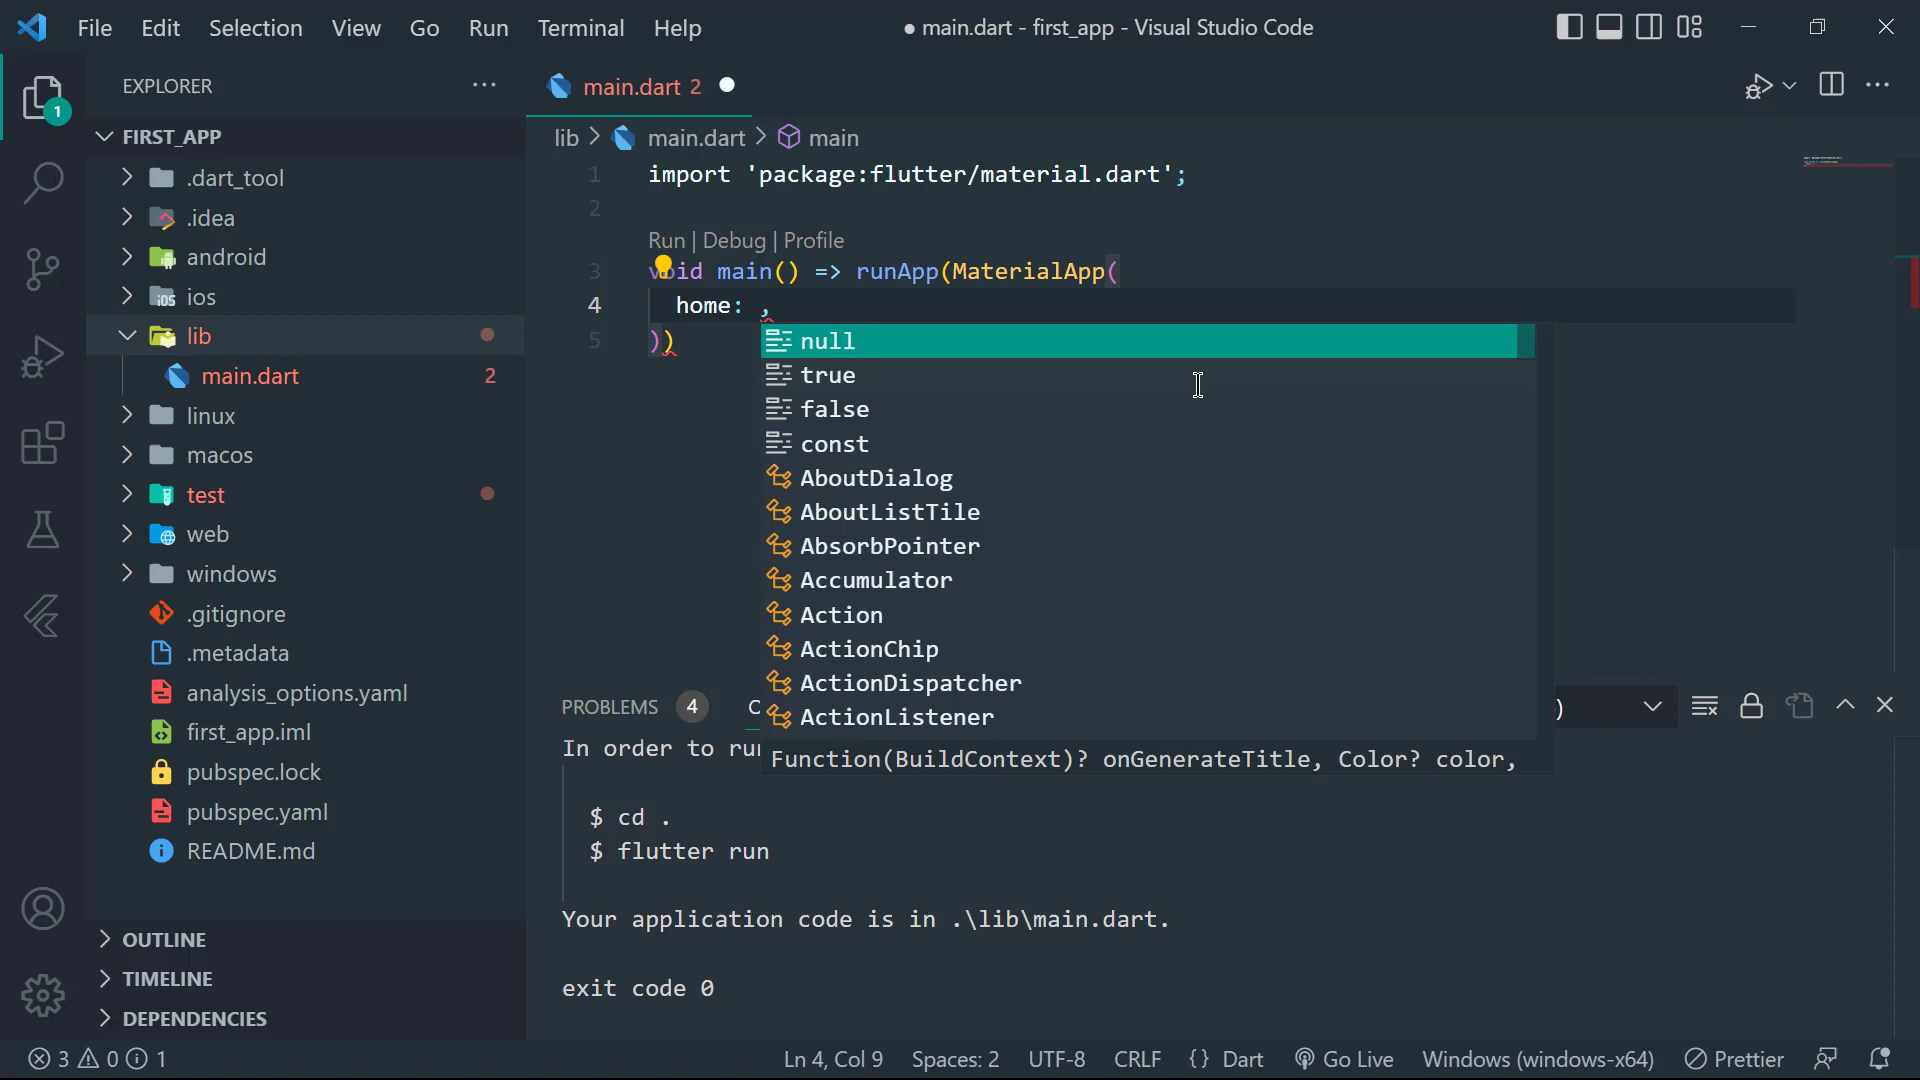 File Edit Selection View Go Run Terminal Help
● main.dart - first_app - Visual Studio Code
1
EXPLORER
FIRST_APP
.dart_tool
.idea
android
ios
lib
main.dart 2
linux
macos
test
web
windows
.gitignore
.metadata
analysis_options.yaml
first_app.iml
pubspec.lock
pubspec.yaml
README.md
OUTLINE
TIMELINE
DEPENDENCIES
main.dart 2
lib > main.dart > main
1 import 'package:flutter/material.dart';
2
Run | Debug | Profile
3 void main() => runApp(MaterialApp(
4 home: ,
5 ))
null
true
false
const
AboutDialog
AboutListTile
AbsorbPointer
Accumulator
Action
ActionChip
ActionDispatcher
ActionListener
Function(BuildContext)? onGenerateTitle, Color? color,
PROBLEMS 4
)
In order to ru
$ cd .
$ flutter run
Your application code is in .\lib\main.dart.
exit code 0
3 0 1
Ln 4, Col 9 Spaces: 2 UTF-8 CRLF {} Dart Go Live Windows (windows-x64) Prettier